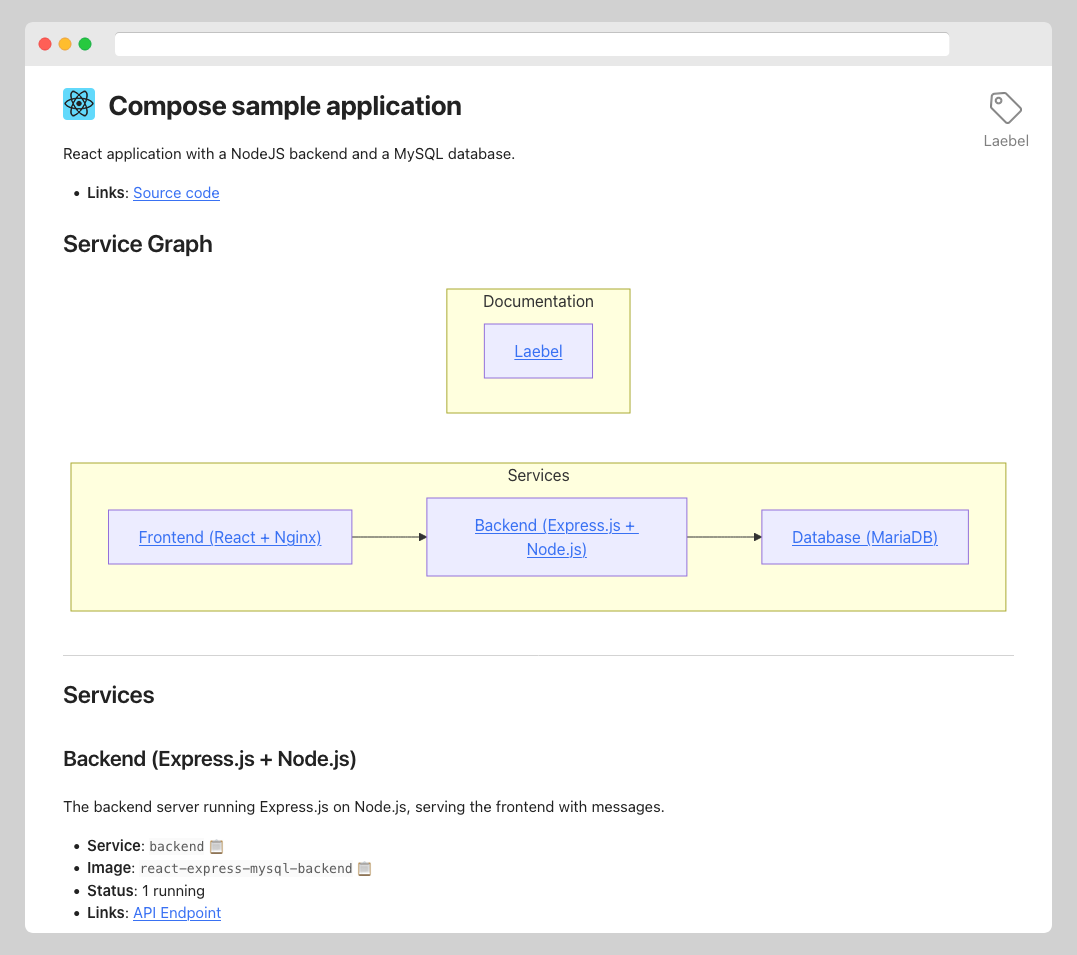 Compose sample application
Laebel
React application with a NodeJS backend and a MySQL database.
• Links: Source code
Service Graph
Documentation
Laebel
Services
Frontend (React + Nginx)
Backend (Express.js +
Node.js)
Database (MariaDB)
Services
Backend (Express.js + Node.js)
The backend server running Express.js on Node.js, serving the frontend with messages.
• Service: backend
• Image: react-express-mysql-backend
• Status: 1 running
• Links: API Endpoint